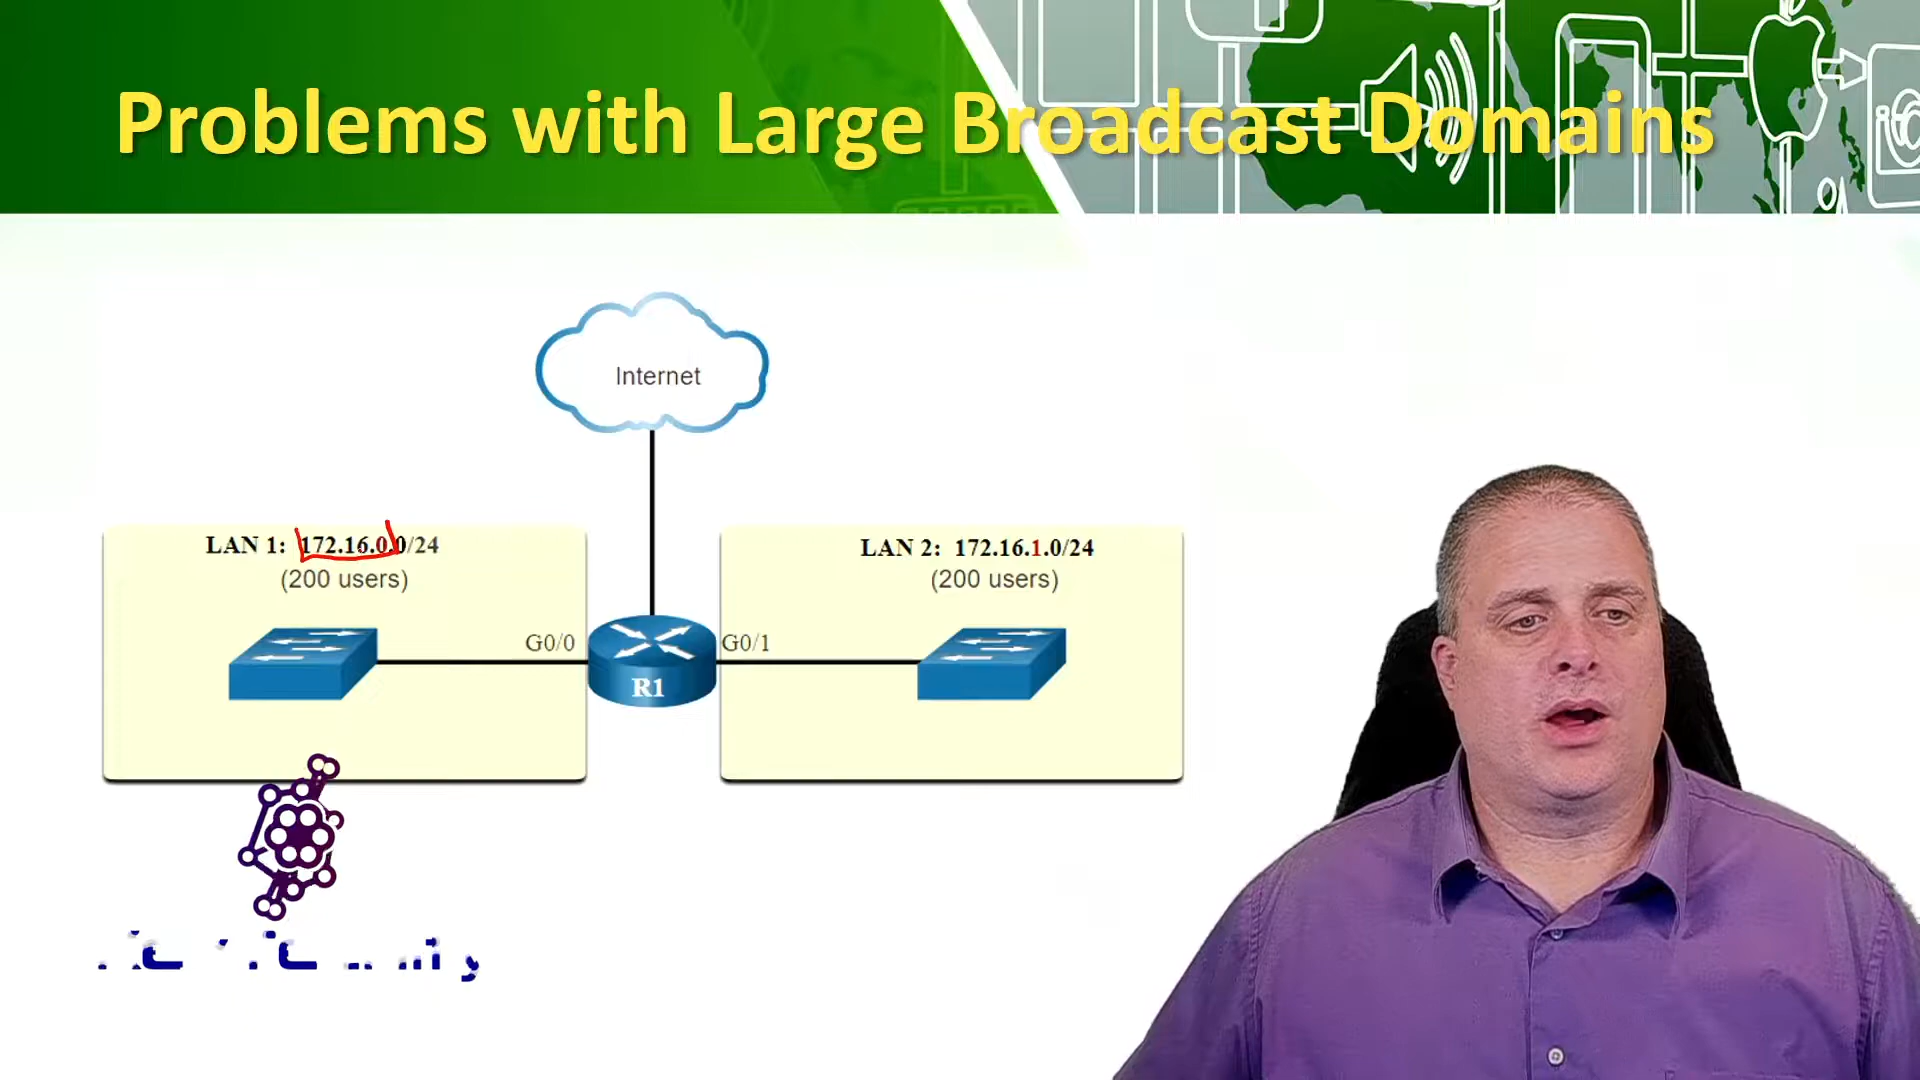 Problems with Large Broadcast Domains
Internet
LAN 1: 172.16.0.0/24
(200 users)
LAN 2: 172.16.1.0/24
(200 users)
G0/0
G0/1
R1